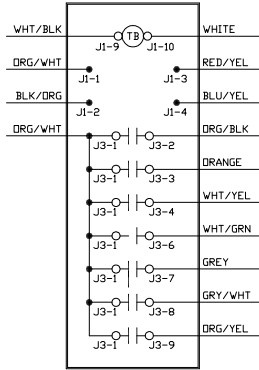 WHT/BLK TB WHITE
J1-9 J1-10
ORG/WHT RED/YEL
J1-1 J1-3
BLK/ORG BLU/YEL
J1-2 J1-4
ORG/WHT ORG/BLK
J3-1 J3-2
ORANGE
J3-1 J3-3
WHT/YEL
J3-1 J3-4
WHT/GRN
J3-1 J3-6
GREY
J3-1 J3-7
GRY/WHT
J3-1 J3-8
ORG/YEL
J3-1 J3-9